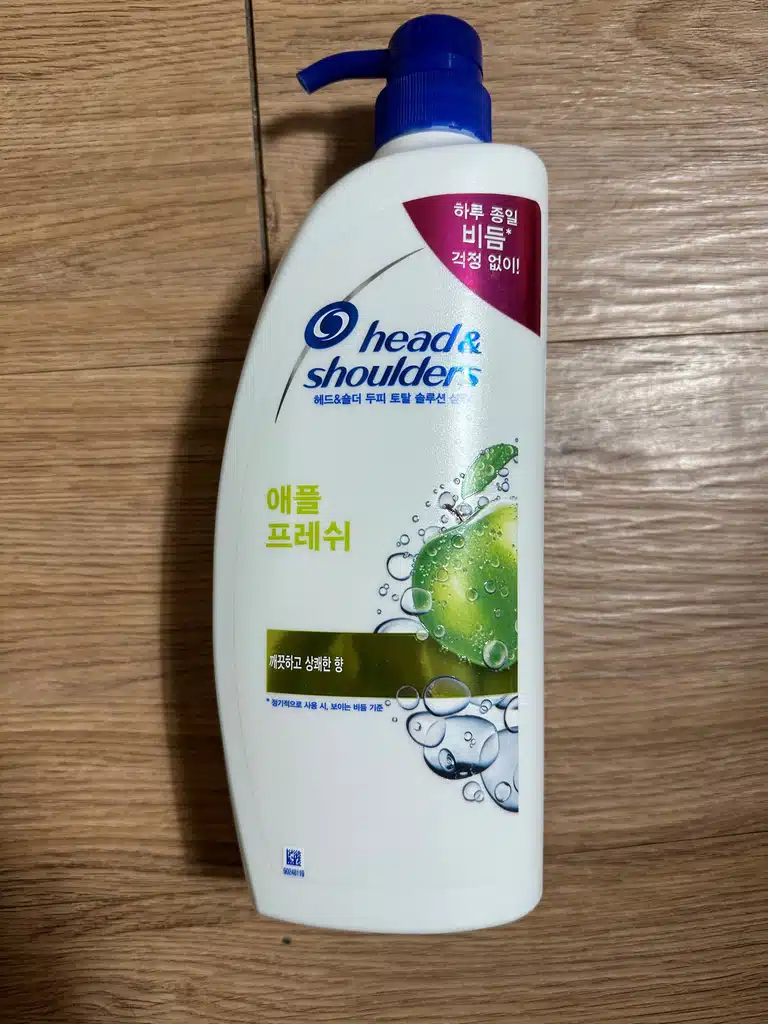 하루 종일
비듬*
걱정 없이!
head&
shoulders
헤드&숄더 두피 토탈 솔루션
애플
프레쉬
깨끗하고 상쾌한 향
* 정기적으로 사용 시, 보이는 비듬 기준